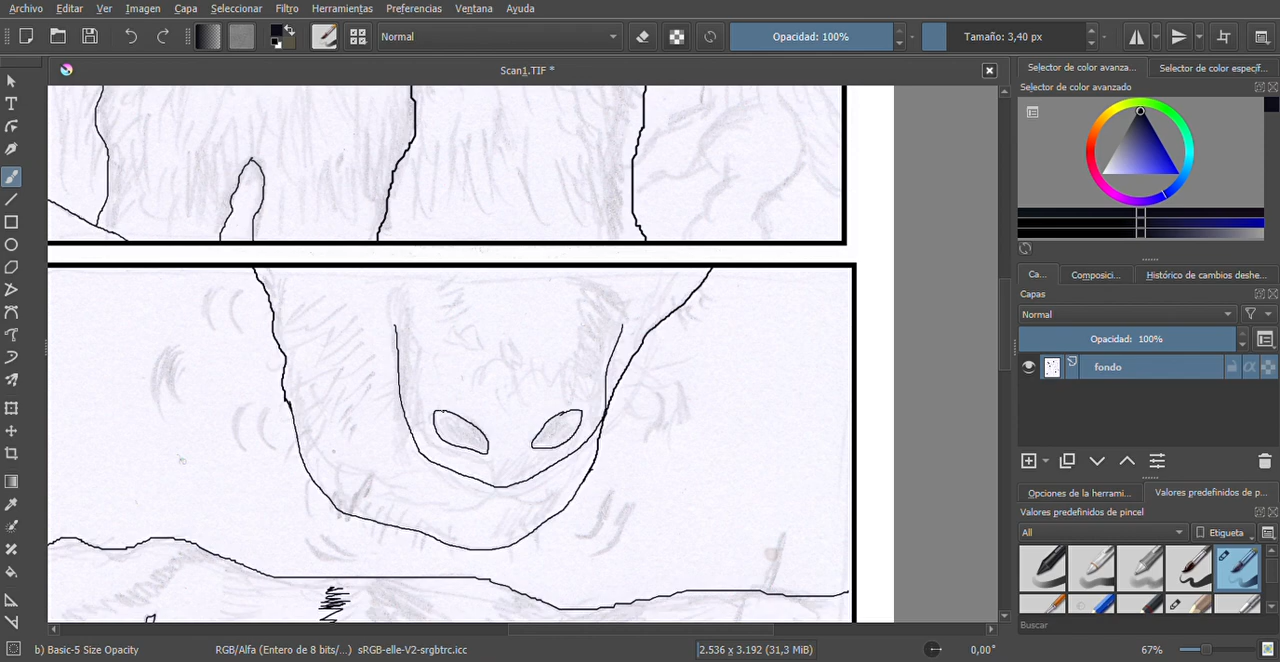 Archivo Editar Ver Imagen Capa Seleccionar Filtro Herramientas Preferencias Ventana Ayuda
Normal Opacidad: 100% Tamaño: 3,40 px
Scan1.TIF *
Selector de color avanza... Selector de color específ...
Selector de color avanzado
Ca... Composici... Histórico de cambios deshe...
Capas
Normal
Opacidad: 100%
fondo
Opciones de la herrami... Valores predefinidos de p...
Valores predefinidos de pincel
All Etiqueta
Buscar
b) Basic-5 Size Opacity RGB/Alfa (Entero de 8 bits/...) sRGB-elle-V2-srgbtrc.icc 2.536 x 3.192 (31,3 MiB) 0,00° 67%